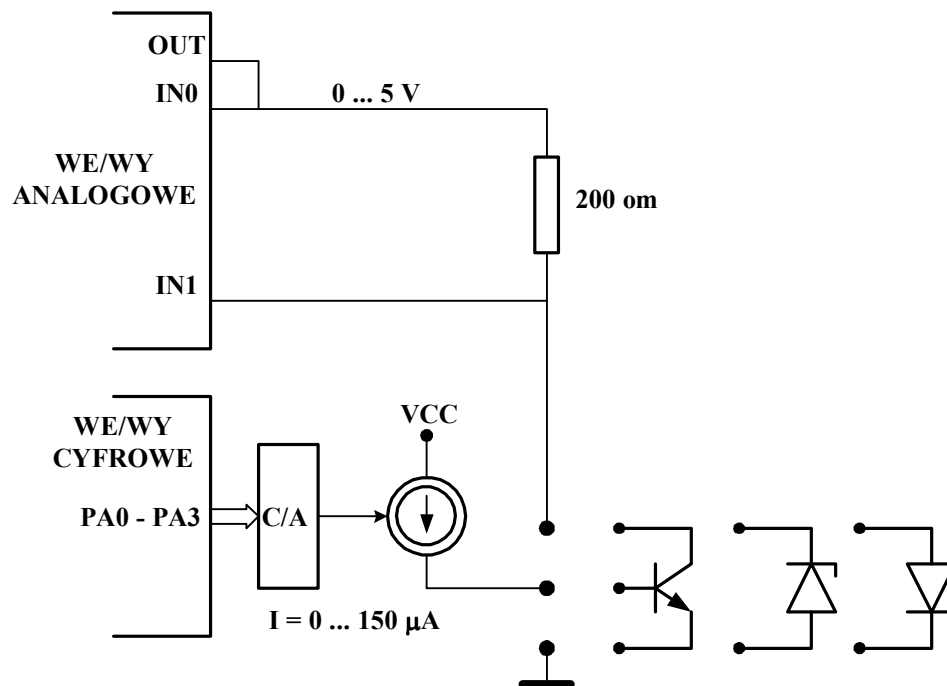 OUT
IN0
0 ... 5 V
WE/WY
ANALOGOWE
200 om
IN1
WE/WY
CYFROWE
VCC
PA0 - PA3
C/A
I = 0 ... 150 µA